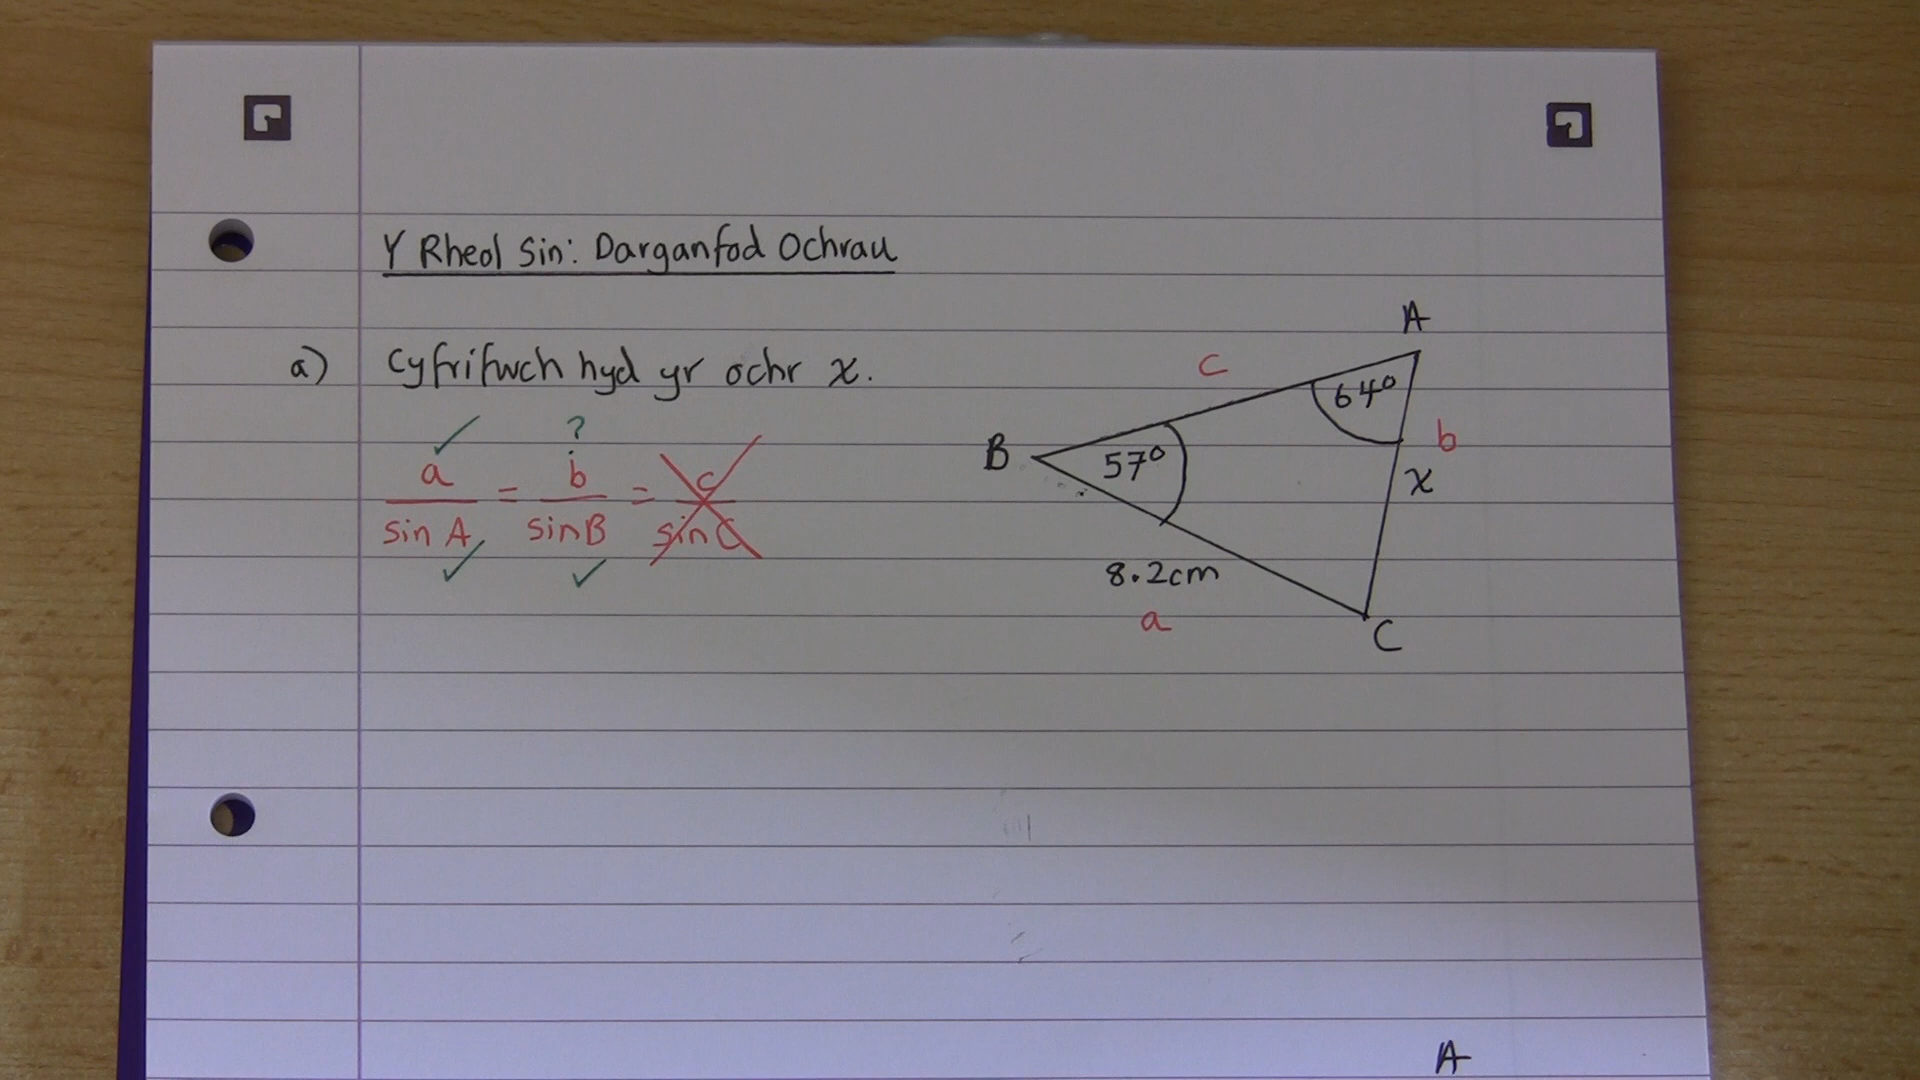 Y Rheol Sin: Darganfod Ochrau
a) Cyfrifwch hyd yr ochr x.
a/sin A = b/sin B = c/sin C
?
A
c
64°
b
B
57°
x
8.2cm
a
C
A